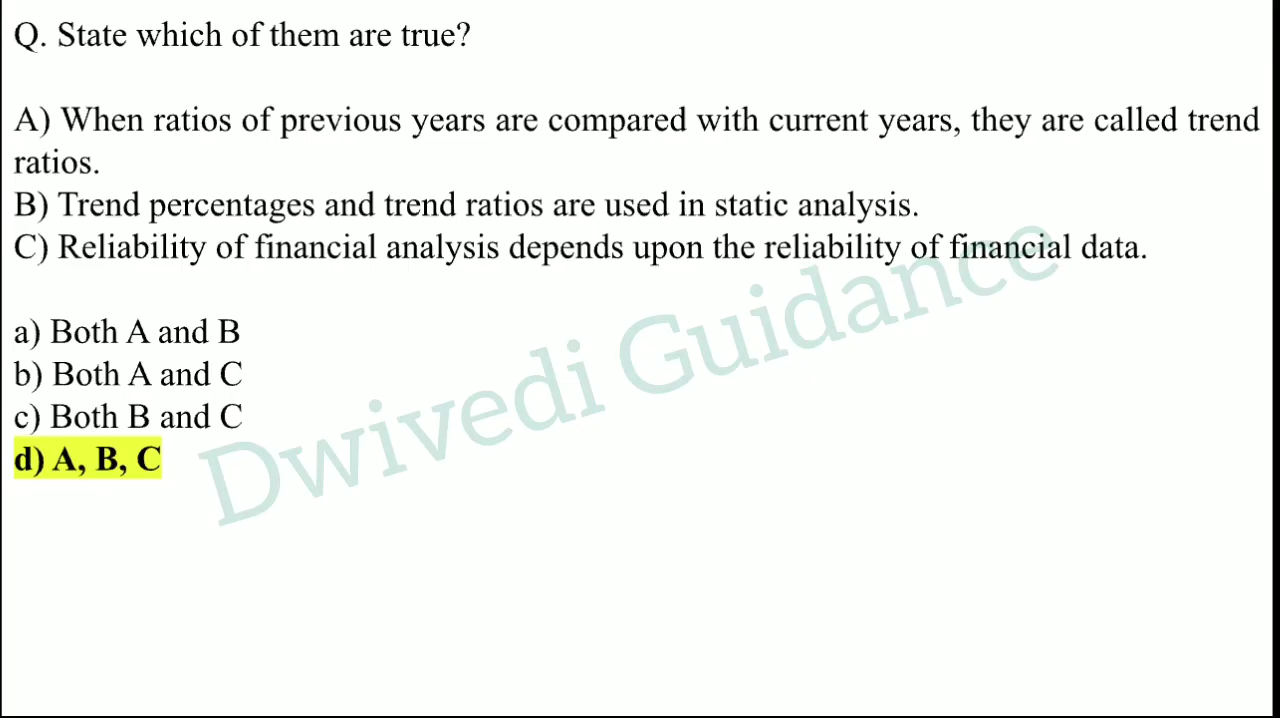 Q. State which of them are true?
A) When ratios of previous years are compared with current years, they are called trend
ratios.
B) Trend percentages and trend ratios are used in static analysis.
C) Reliability of financial analysis depends upon the reliability of financial data.
a) Both A and B
b) Both A and C
c) Both B and C
d) A, B, C
Dwivedi Guidance